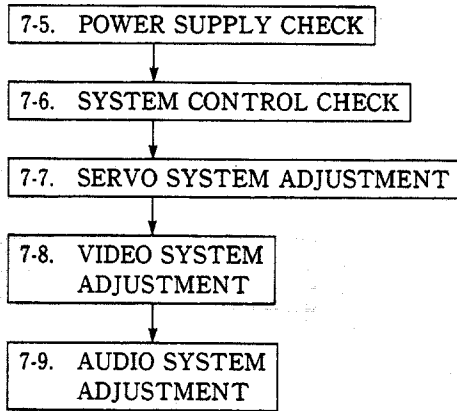 7-5. POWER SUPPLY CHECK
7-6. SYSTEM CONTROL CHECK
7-7. SERVO SYSTEM ADJUSTMENT
7-8. VIDEO SYSTEM
ADJUSTMENT
7-9. AUDIO SYSTEM
ADJUSTMENT